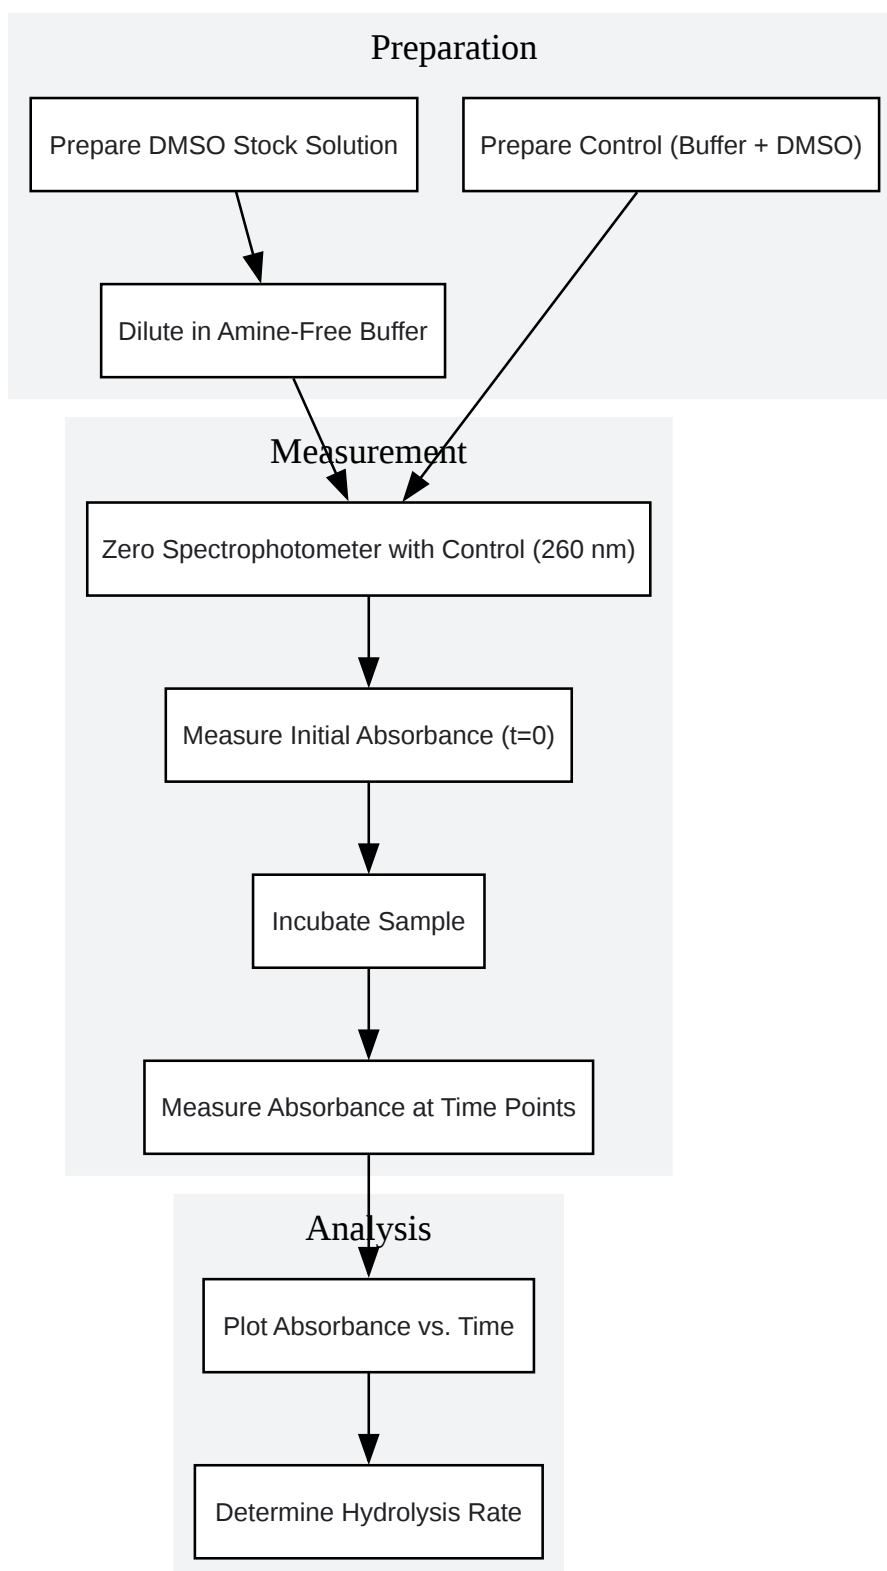 Preparation
Prepare DMSO Stock Solution
Prepare Control (Buffer + DMSO)
Dilute in Amine-Free Buffer
Measurement
Zero Spectrophotometer with Control (260 nm)
Measure Initial Absorbance (t=0)
Incubate Sample
Measure Absorbance at Time Points
Analysis
Plot Absorbance vs. Time
Determine Hydrolysis Rate